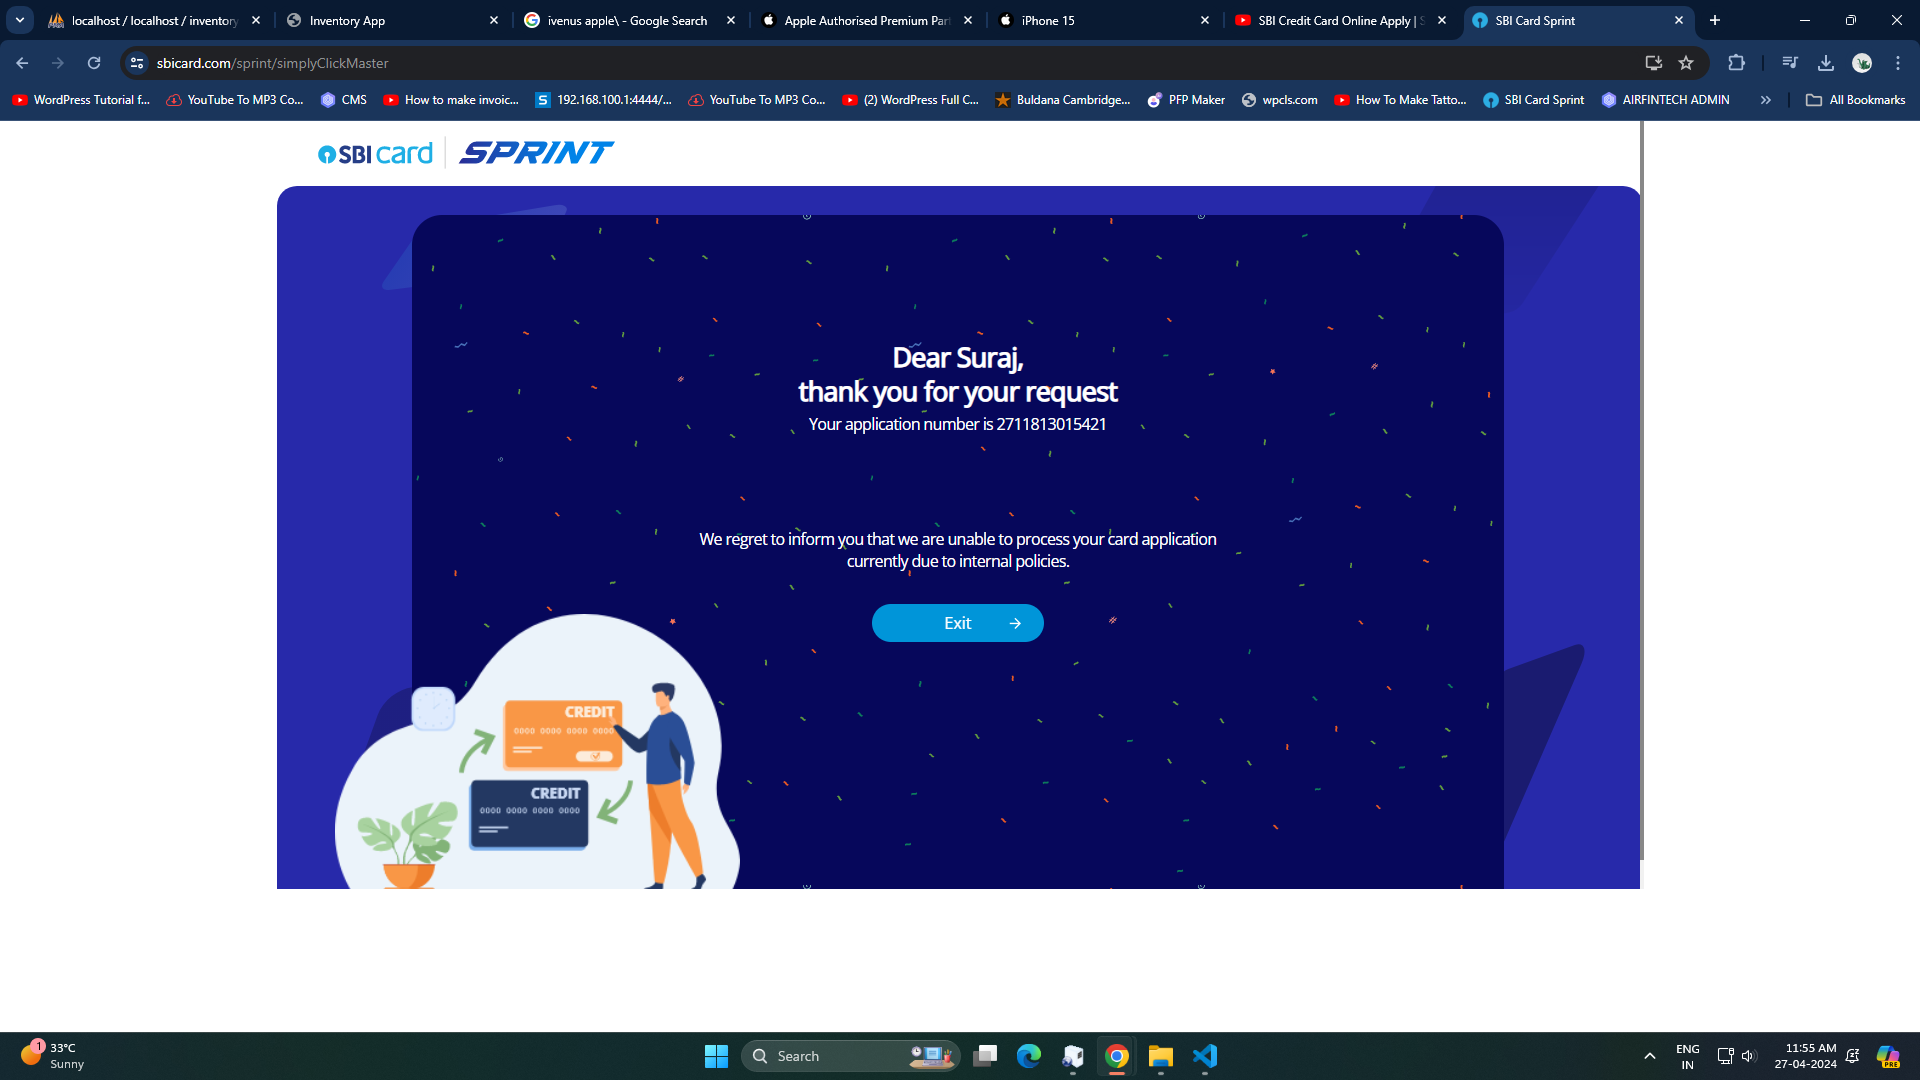 localhost / localhost / inventory
Inventory App
ivenus apple\ - Google Search
Apple Authorised Premium Par
iPhone 15
SBI Credit Card Online Apply |
SBI Card Sprint
sbicard.com/sprint/simplyClickMaster
WordPress Tutorial f...
YouTube To MP3 Co...
CMS
How to make invoic...
192.168.100.1:4444/...
YouTube To MP3 Co...
(2) WordPress Full C...
Buldana Cambridge...
PFP Maker
wpcls.com
How To Make Tatto...
SBI Card Sprint
AIRFINTECH ADMIN
»
All Bookmarks
SBI card
SPRINT
Dear Suraj,
thank you for your request
Your application number is 2711813015421
We regret to inform you that we are unable to process your card application
currently due to internal policies.
Exit
CREDIT
0000 0000 0000 0000
CREDIT
0000 0000 0000 0000
1
33°C
Sunny
Search
ENG
IN
11:55 AM
27-04-2024
PRE